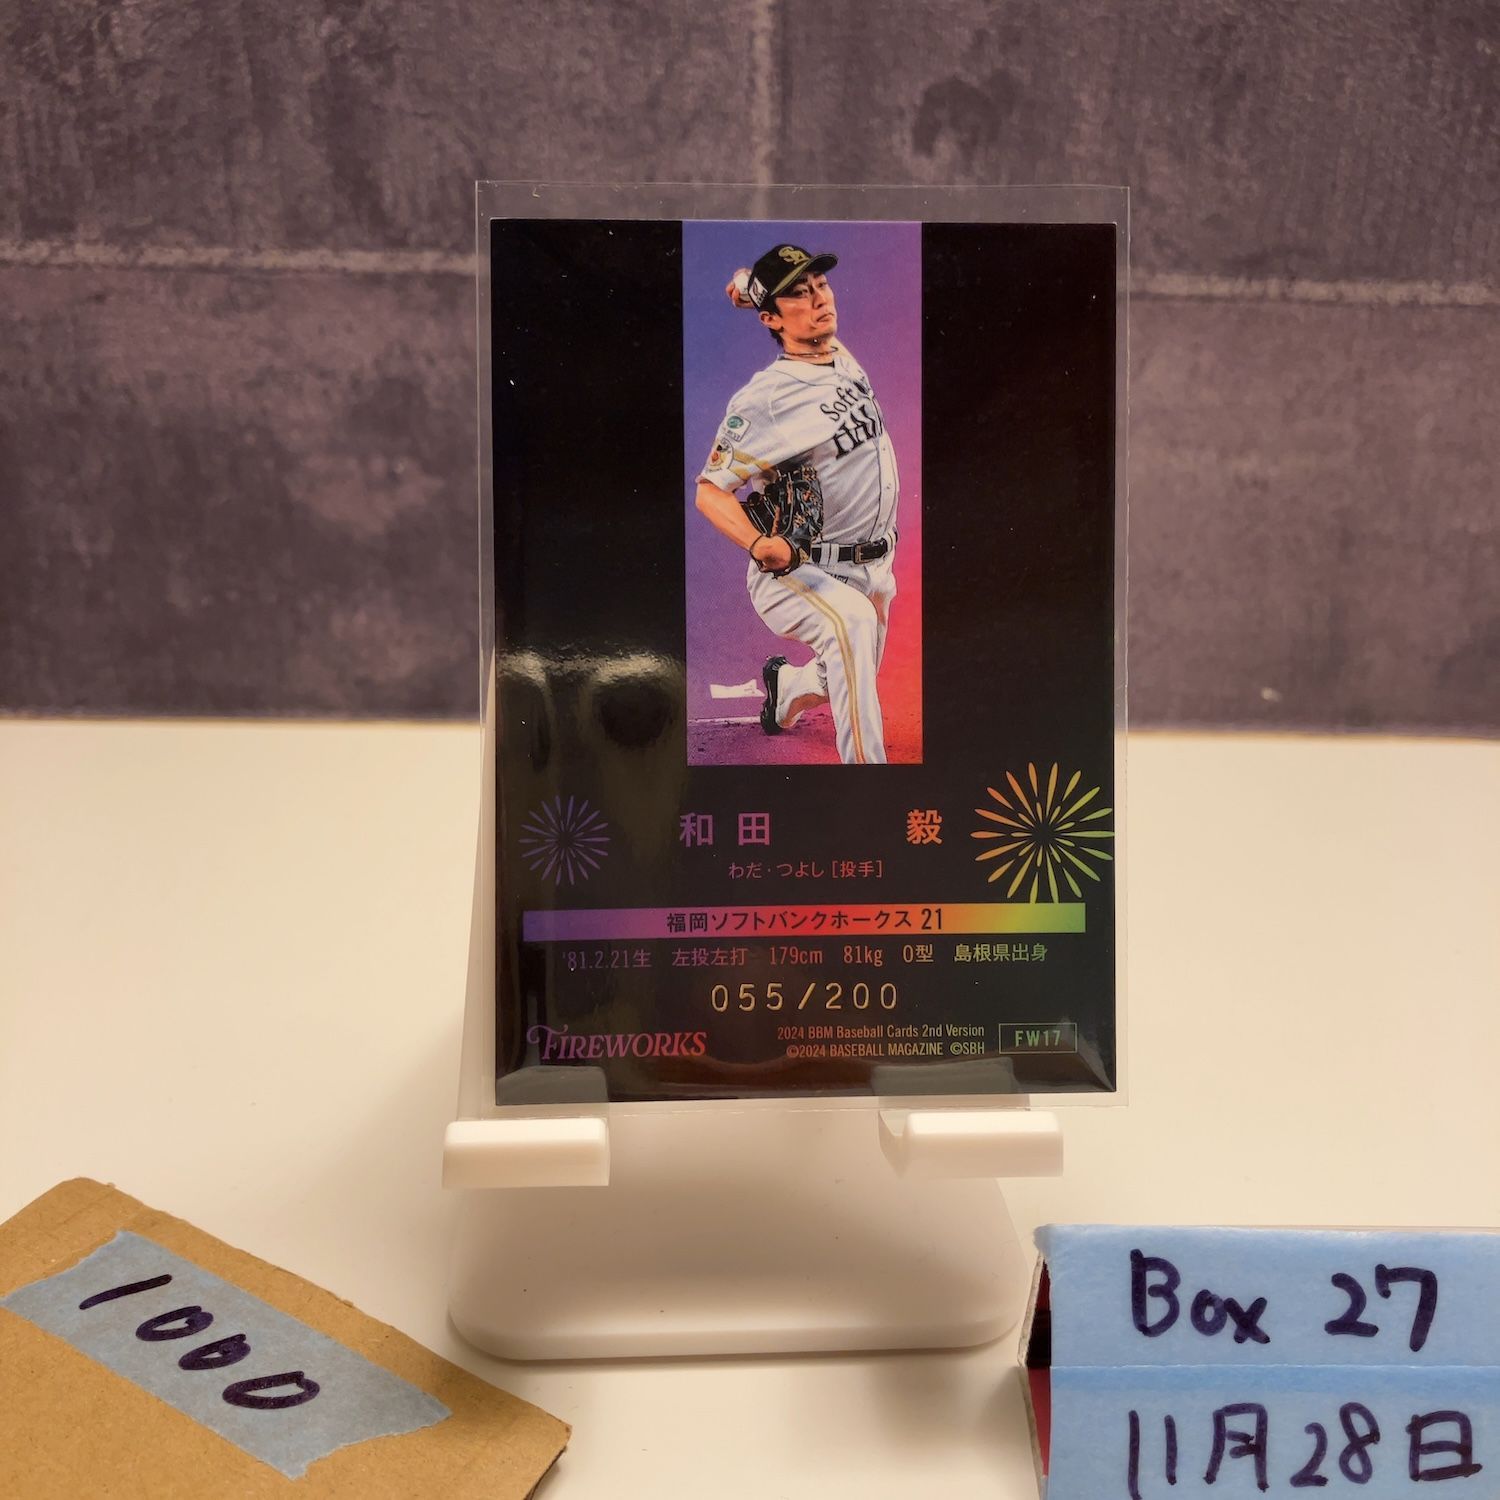 SH
Soft
HAW
和田 毅
わだ・つよし [投手]
福岡ソフトバンクホークス 21
'81.2.21生 左投左打 179cm 81kg O型 島根県出身
055/200
FIREWORKS
2024 BBM Baseball Cards 2nd Version
©2024 BASEBALL MAGAZINE ©SBH
FW17
1000
Box 27
11月28日